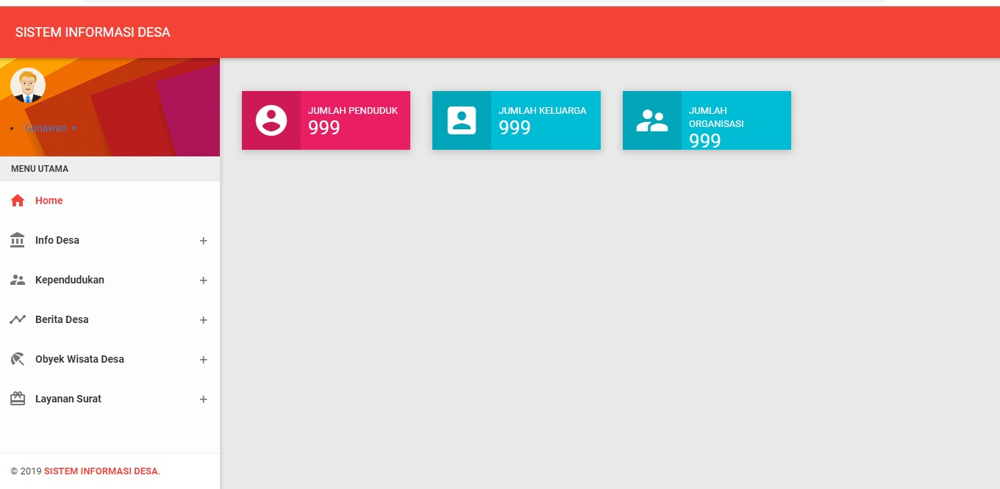 SISTEM INFORMASI DESA
Gunawan
MENU UTAMA
Home
Info Desa +
Kependudukan +
Berita Desa +
Obyek Wisata Desa +
Layanan Surat +
© 2019 SISTEM INFORMASI DESA.
JUMLAH PENDUDUK
999
JUMLAH KELUARGA
999
JUMLAH
ORGANISASI
999